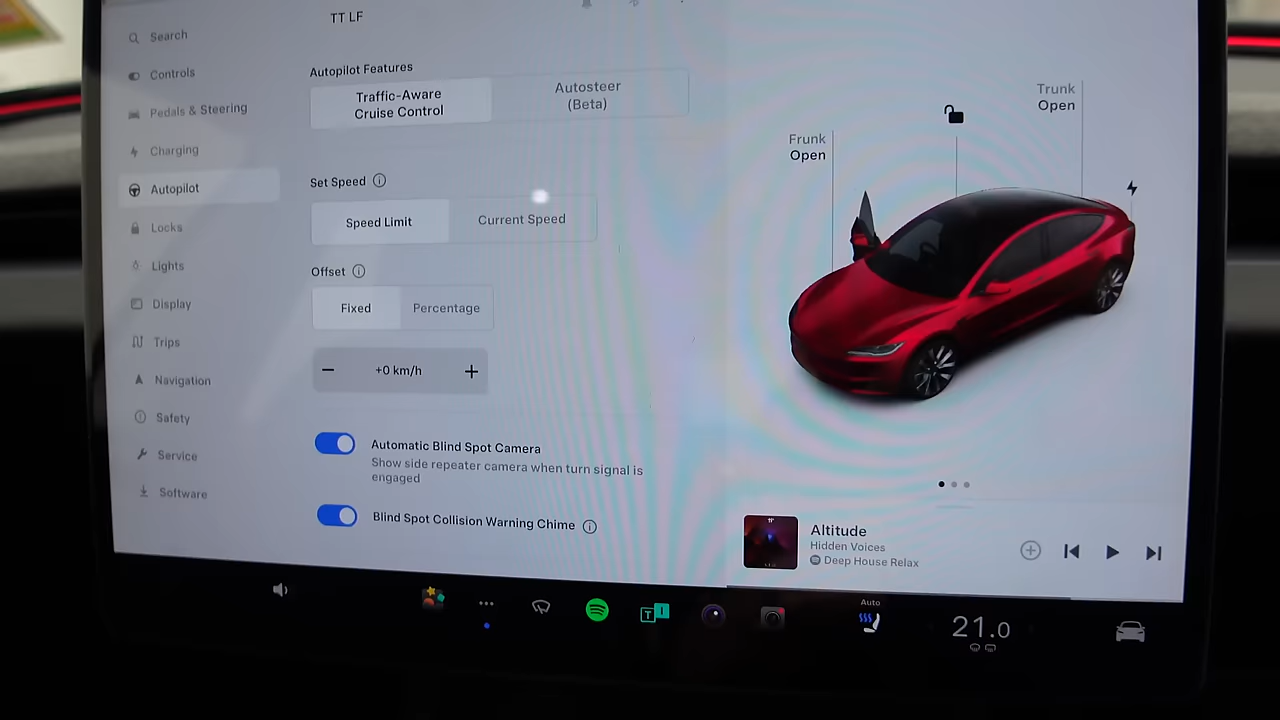 TT LF
Search
Controls
Pedals & Steering
Charging
Autopilot
Locks
Lights
Display
Trips
Navigation
Safety
Service
Software
Autopilot Features
Traffic-Aware
Cruise Control
Autosteer
(Beta)
Set Speed
Speed Limit
Current Speed
Offset
Fixed
Percentage
− +0 km/h +
Automatic Blind Spot Camera
Show side repeater camera when turn signal is
engaged
Blind Spot Collision Warning Chime
Frunk
Open
Trunk
Open
Altitude
Hidden Voices
Deep House Relax
T I
Auto
21.0